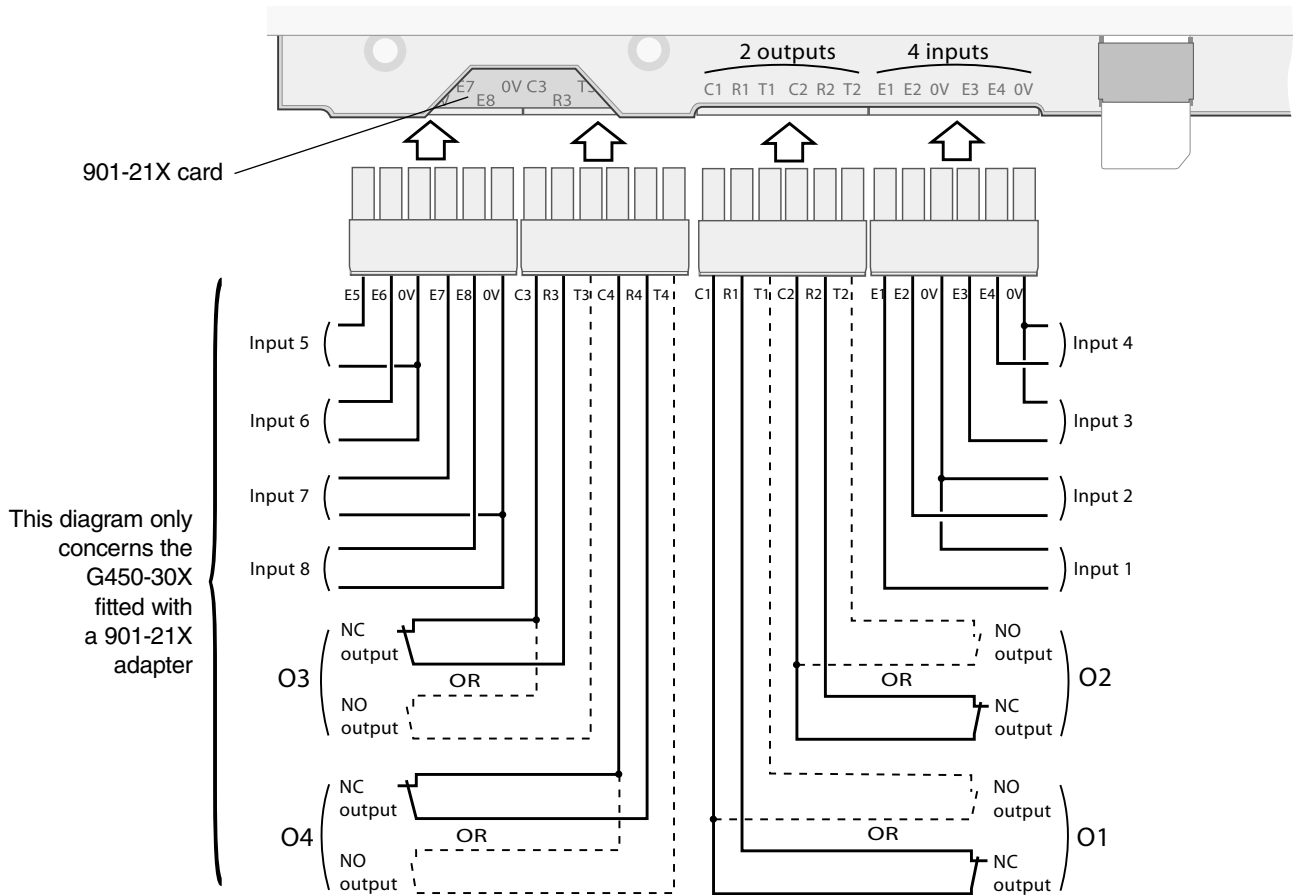 2 outputs 4 inputs
C1 R1 T1 C2 R2 T2 E1 E2 0V E3 E4 0V
E7 0V C3
E8 R3
901-21X card
E5 E6 0V E7 E8 0V C3 R3 T3 C4 R4 T4 C1 R1 T1 C2 R2 T2 E1 E2 0V E3 E4 0V
Input 5
Input 6
Input 7
Input 8
Input 4
Input 3
Input 2
Input 1
This diagram only
concerns the
G450-30X
fitted with
a 901-21X
adapter
O3
NC
output
OR
NO
output
O4
NC
output
OR
NO
output
O2
NO
output
OR
NC
output
O1
NO
output
OR
NC
output